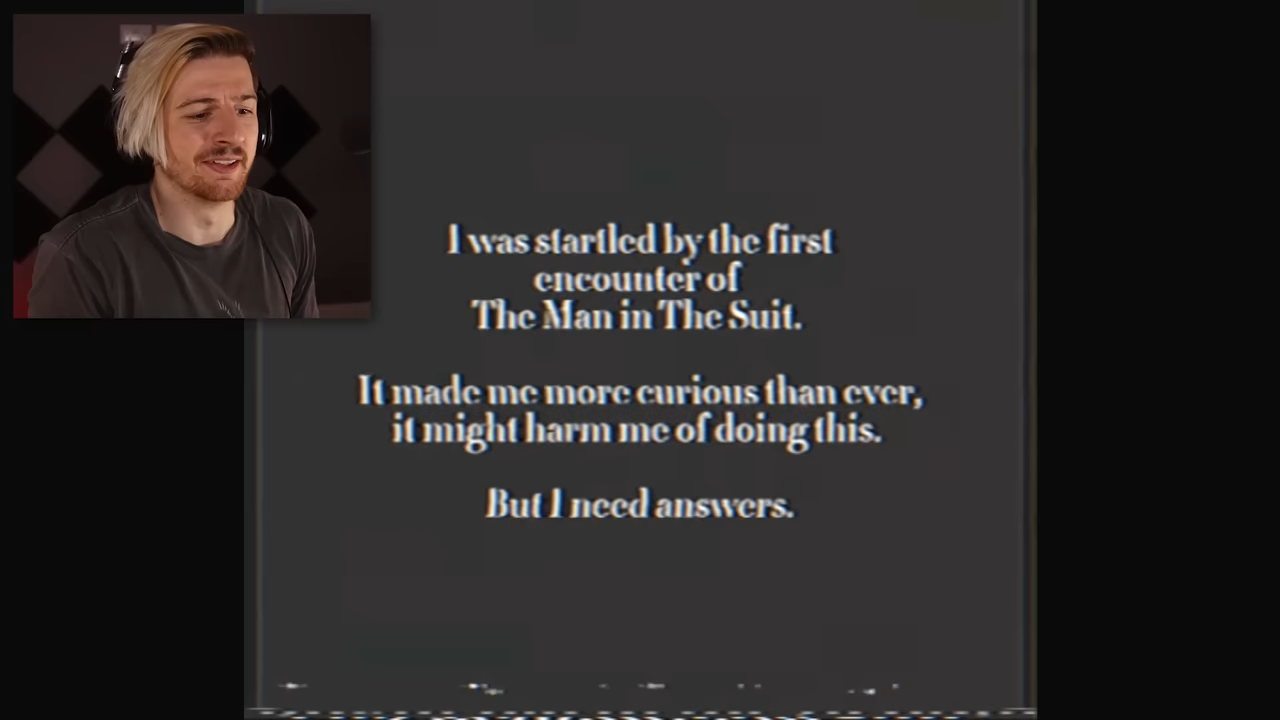 I was startled by the first
encounter of
The Man in The Suit.
It made me more curious than ever,
it might harm me of doing this.
But I need answers.